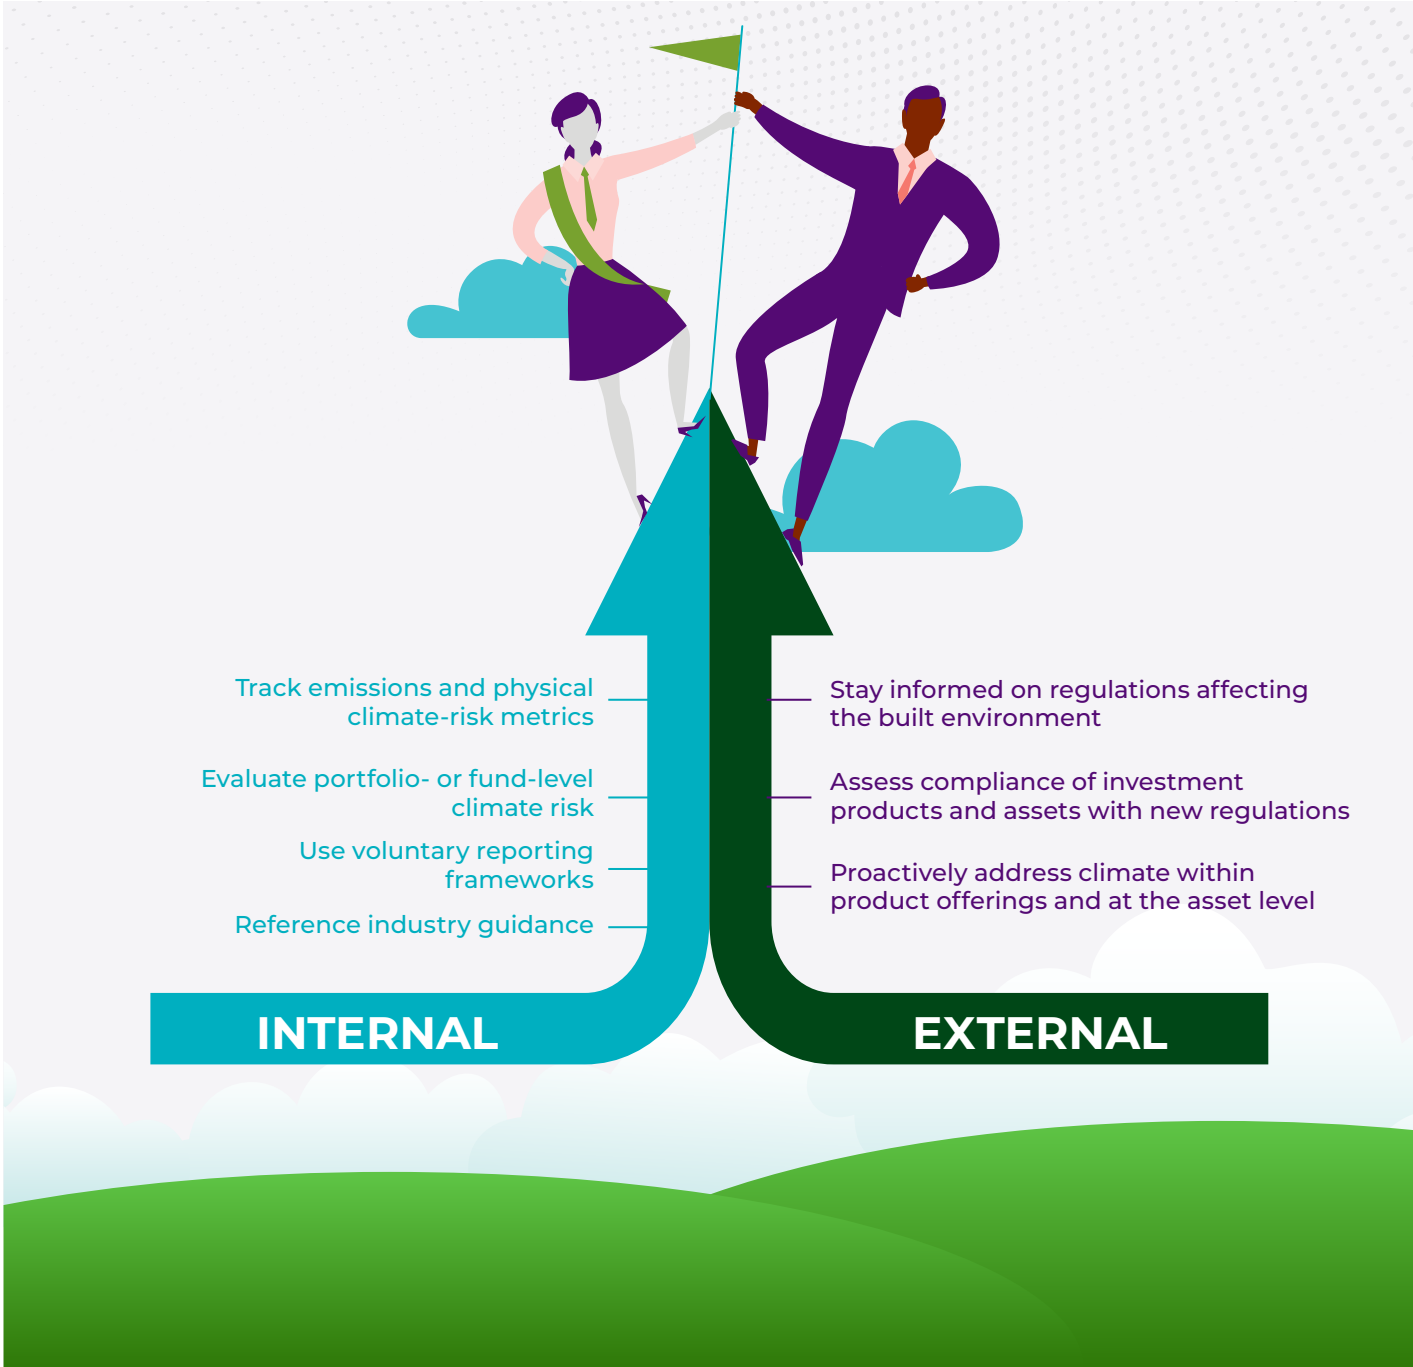 Track emissions and physical
climate-risk metrics
Evaluate portfolio- or fund-level
climate risk
Use voluntary reporting
frameworks
Reference industry guidance
INTERNAL
Stay informed on regulations affecting
the built environment
Assess compliance of investment
products and assets with new regulations
Proactively address climate within
product offerings and at the asset level
EXTERNAL